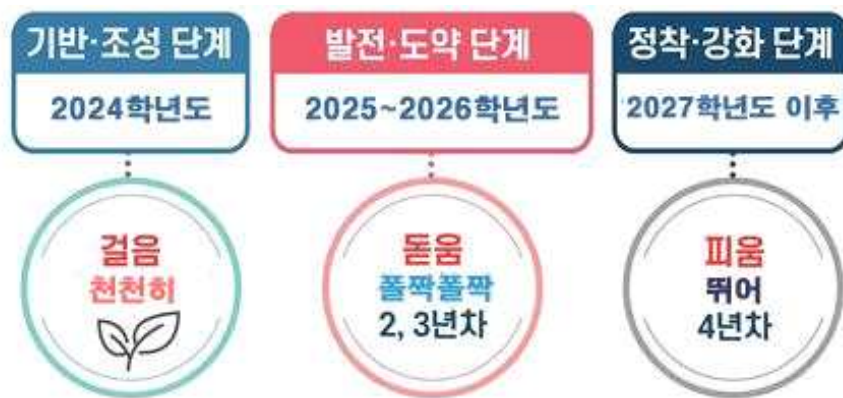 기반·조성 단계
2024학년도
걸음
천천히
발전·도약 단계
2025~2026학년도
돋움
폴짝폴짝
2, 3년차
정착·강화 단계
2027학년도 이후
피움
뛰어
4년차